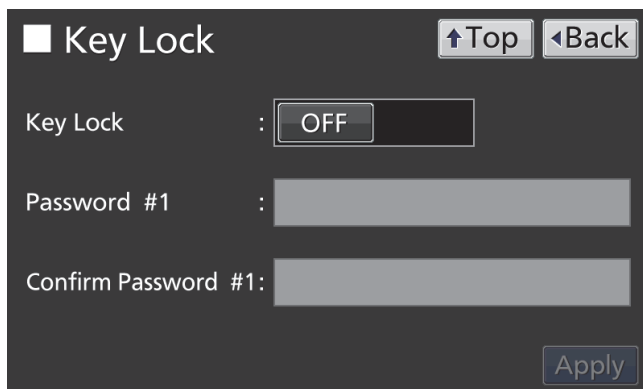 Key Lock
Top
Back
Key Lock : OFF
Password #1 :
Confirm Password #1:
Apply